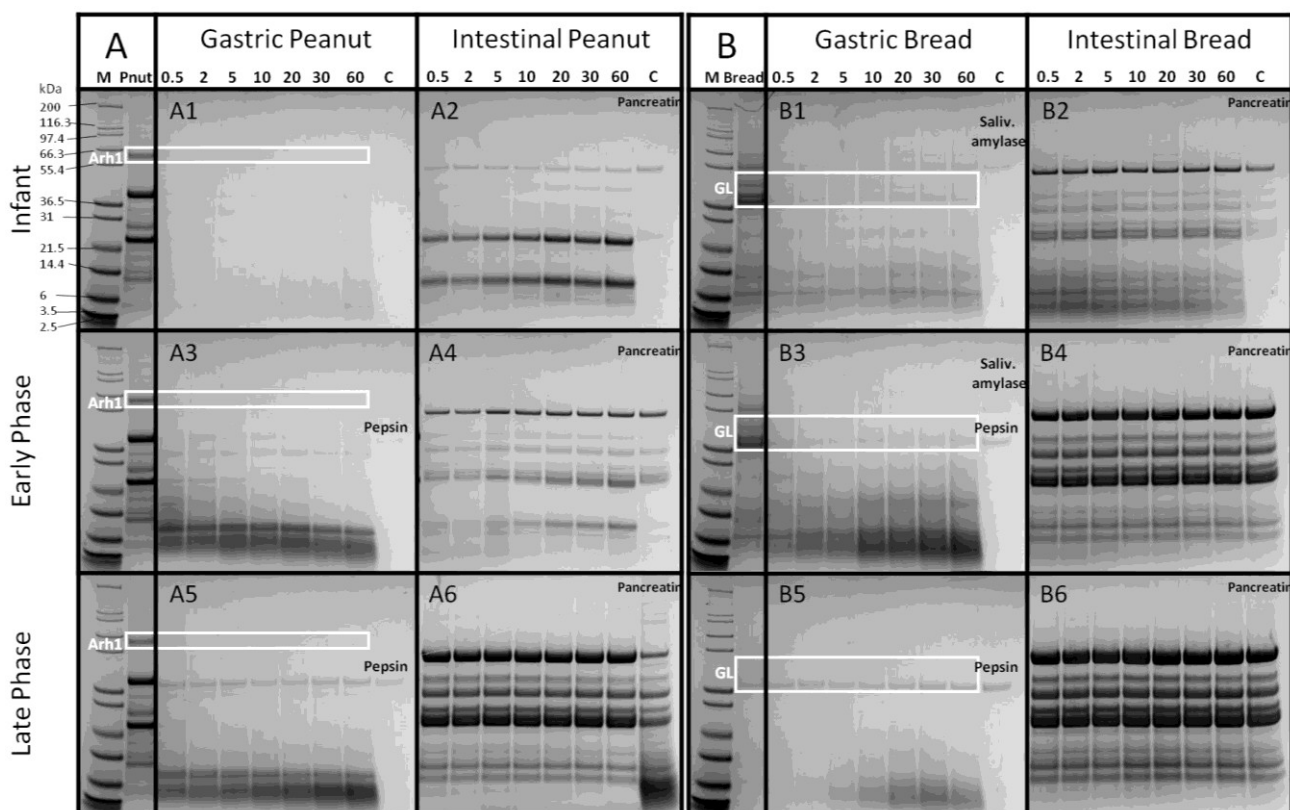 A Gastric Peanut Intestinal Peanut B Gastric Bread Intestinal Bread
M Pnut 0.5 2 5 10 20 30 60 C 0.5 2 5 10 20 30 60 C M Bread 0.5 2 5 10 20 30 60 C 0.5 2 5 10 20 30 60 C
kDa
200
116.3
97.4
66.3
55.4
36.5
31
21.5
14.4
6
3.5
2.5
Infant
Arh1
A1
A2
Pancreatin
GL
B1
Saliv.
amylase
B2
Pancreatin
Early Phase
Arh1
A3
Pepsin
A4
Pancreatin
GL
B3
Saliv.
amylase
Pepsin
B4
Pancreatin
Late Phase
Arh1
A5
Pepsin
A6
Pancreatin
GL
B5
Pepsin
B6
Pancreatin